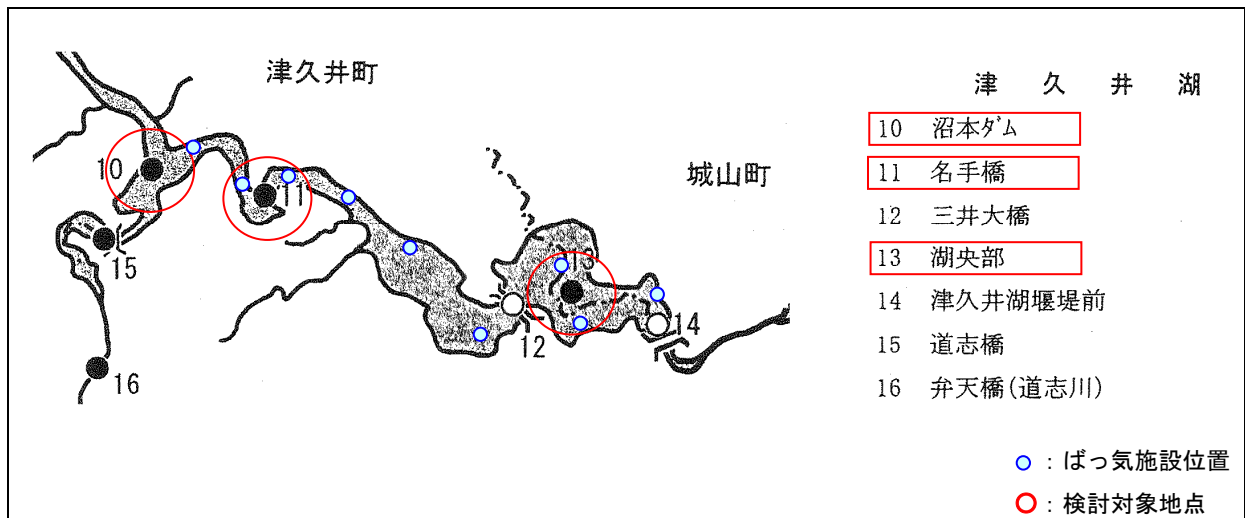 津久井町
城山町
10
11
12
13
14
15
16
津久井湖
10 沼本ﾀﾞﾑ
11 名手橋
12 三井大橋
13 湖央部
14 津久井湖堰堤前
15 道志橋
16 弁天橋(道志川)
：ばっ気施設位置
：検討対象地点